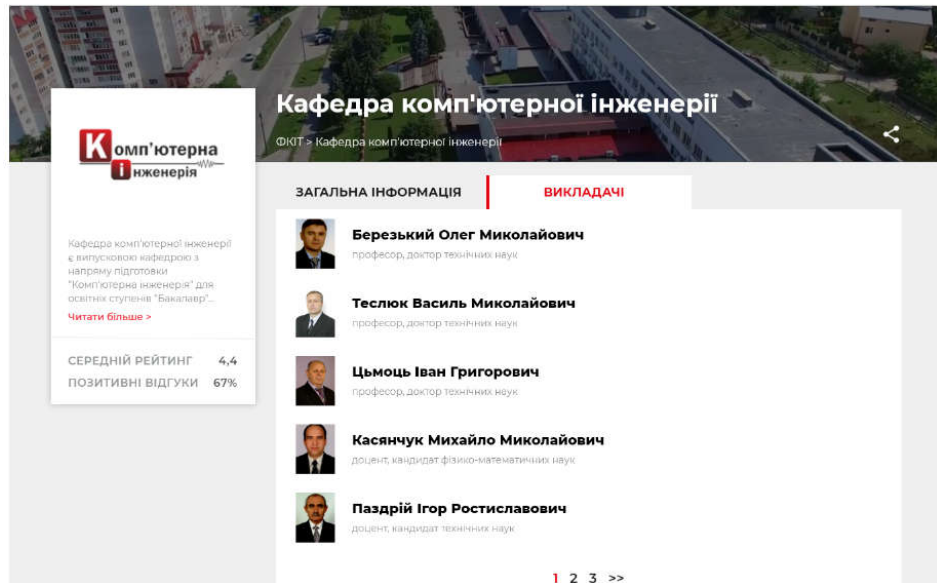 Кафедра комп'ютерної інженерії
ФКІТ > Кафедра комп'ютерної інженерії
Комп'ютерна
інженерія
Кафедра комп'ютерної інженерії
є випусковою кафедрою з
напряму підготовки
"Комп'ютерна інженерія" для
освітніх ступенів "Бакалавр"...
Читати більше >
СЕРЕДНІЙ РЕЙТИНГ 4,4
ПОЗИТИВНІ ВІДГУКИ 67%
ЗАГАЛЬНА ІНФОРМАЦІЯ ВИКЛАДАЧІ
Березький Олег Миколайович
професор, доктор технічних наук
Теслюк Василь Миколайович
професор, доктор технічних наук
Цьмоць Іван Григорович
професор, доктор технічних наук
Касянчук Михайло Миколайович
доцент, кандидат фізико-математичних наук
Паздрій Ігор Ростиславович
доцент, кандидат технічних наук
1 2 3 >>